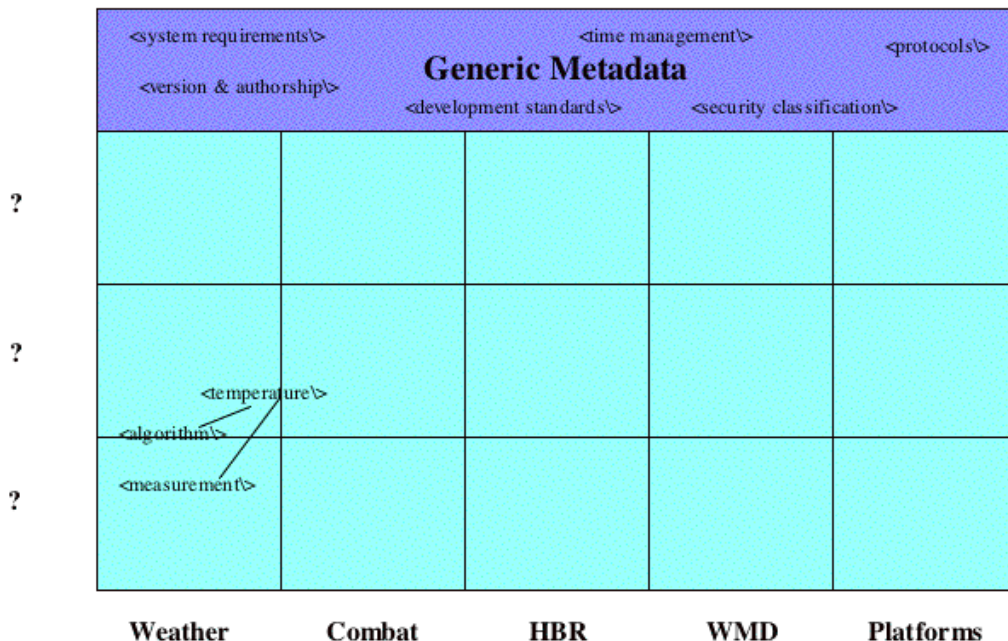 <system requirements\>
<time management\>
<protocols\>
Generic Metadata
<version & authorship\>
<development standards\>
<security classification\>
?
?
<temperature\>
<algorithm\>
<measurement\>
?
Weather
Combat
HBR
WMD
Platforms